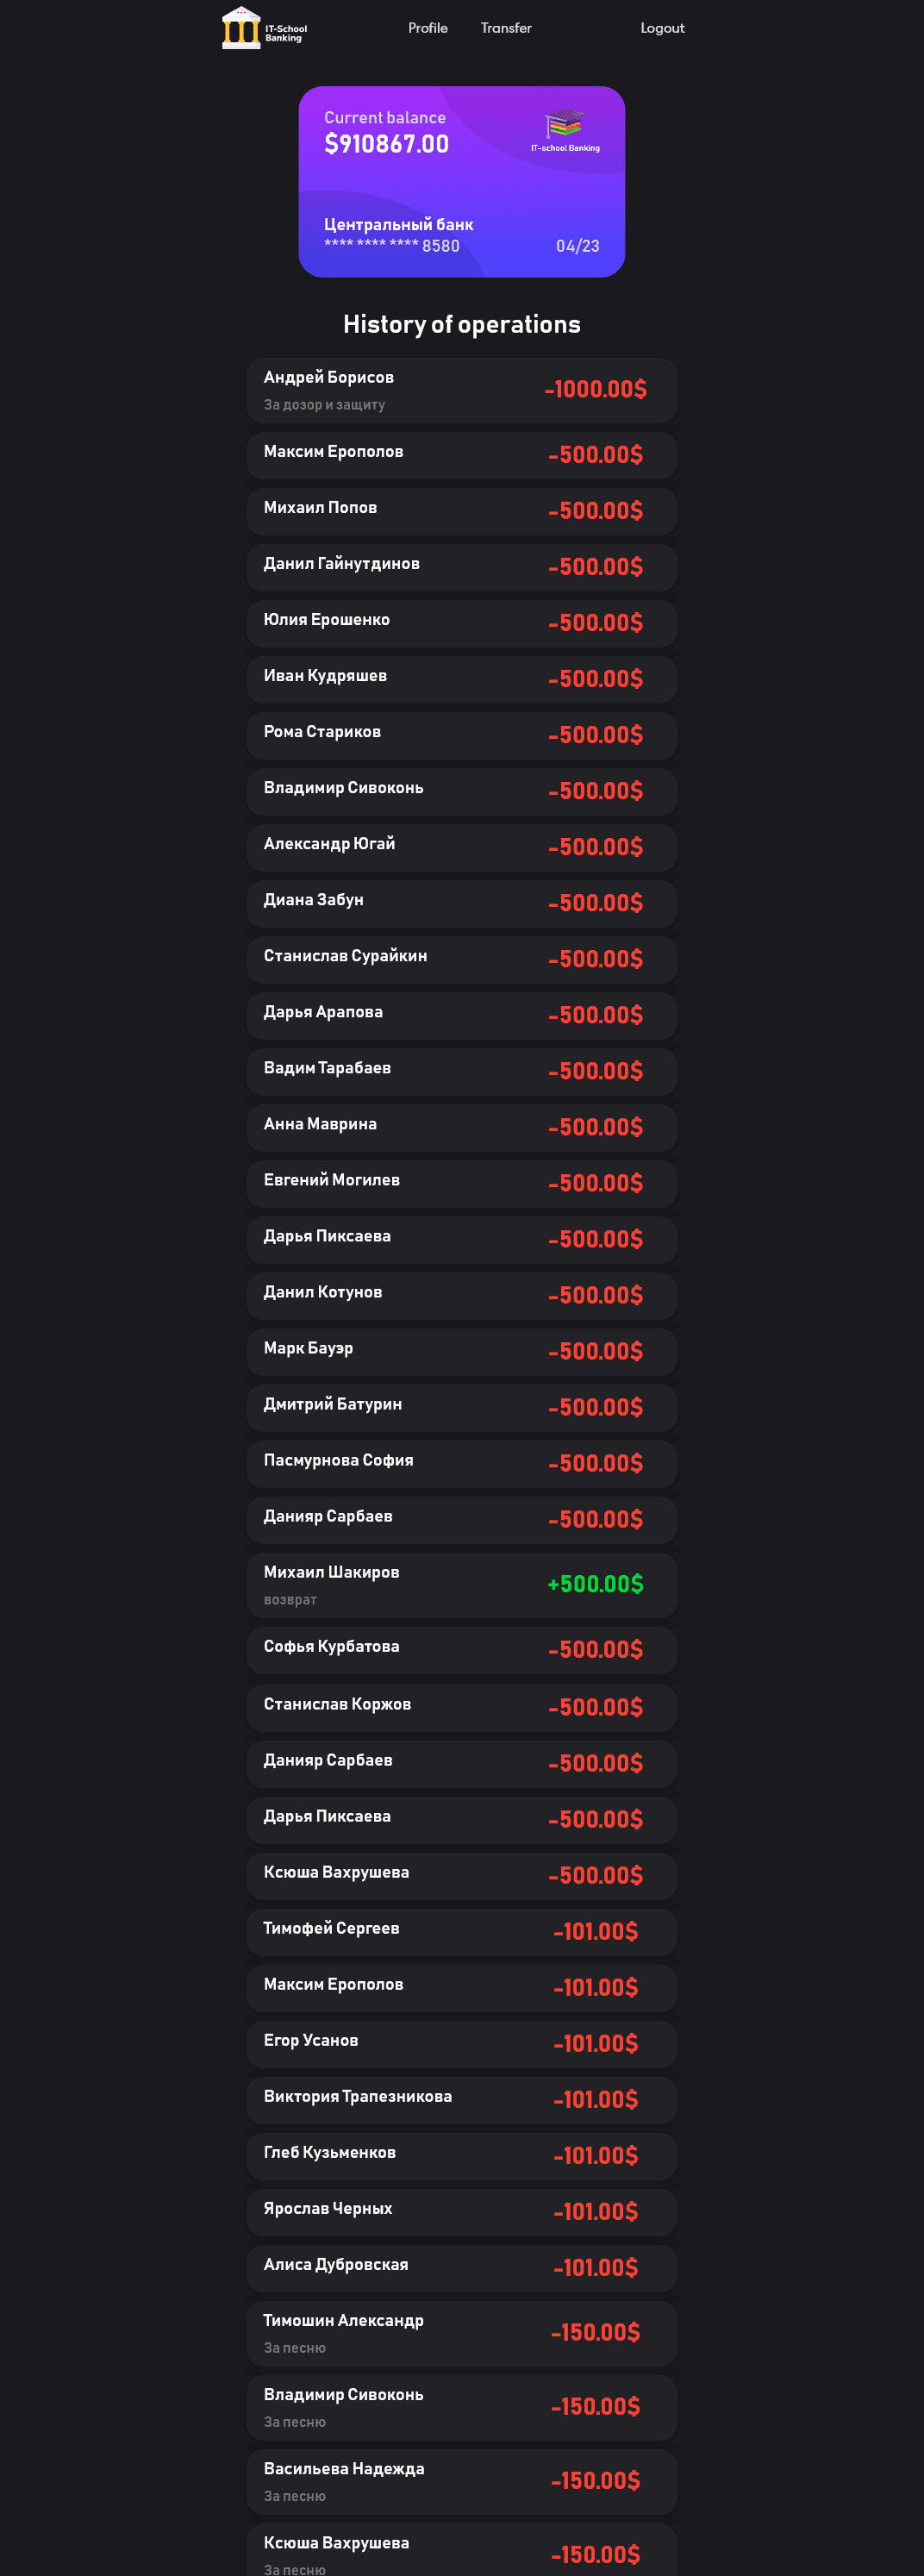 IT-School
Banking
Profile
Transfer
Logout
Current balance
$910867.00
IT-school Banking
Центральный банк
**** **** **** 8580
04/23
History of operations
Андрей Борисов
За дозор и защиту
-1000.00$
Максим Ерополов
-500.00$
Михаил Попов
-500.00$
Данил Гайнутдинов
-500.00$
Юлия Ерошенко
-500.00$
Иван Кудряшев
-500.00$
Рома Стариков
-500.00$
Владимир Сивоконь
-500.00$
Александр Югай
-500.00$
Диана Забун
-500.00$
Станислав Сурайкин
-500.00$
Дарья Арапова
-500.00$
Вадим Тарабаев
-500.00$
Анна Маврина
-500.00$
Евгений Могилев
-500.00$
Дарья Пиксаева
-500.00$
Данил Котунов
-500.00$
Марк Бауэр
-500.00$
Дмитрий Батурин
-500.00$
Пасмурнова София
-500.00$
Данияр Сарбаев
-500.00$
Михаил Шакиров
возврат
+500.00$
Софья Курбатова
-500.00$
Станислав Коржов
-500.00$
Данияр Сарбаев
-500.00$
Дарья Пиксаева
-500.00$
Ксюша Вахрушева
-500.00$
Тимофей Сергеев
-101.00$
Максим Ерополов
-101.00$
Егор Усанов
-101.00$
Виктория Трапезникова
-101.00$
Глеб Кузьменков
-101.00$
Ярослав Черных
-101.00$
Алиса Дубровская
-101.00$
Тимошин Александр
За песню
-150.00$
Владимир Сивоконь
За песню
-150.00$
Васильева Надежда
За песню
-150.00$
Ксюша Вахрушева
За песню
-150.00$